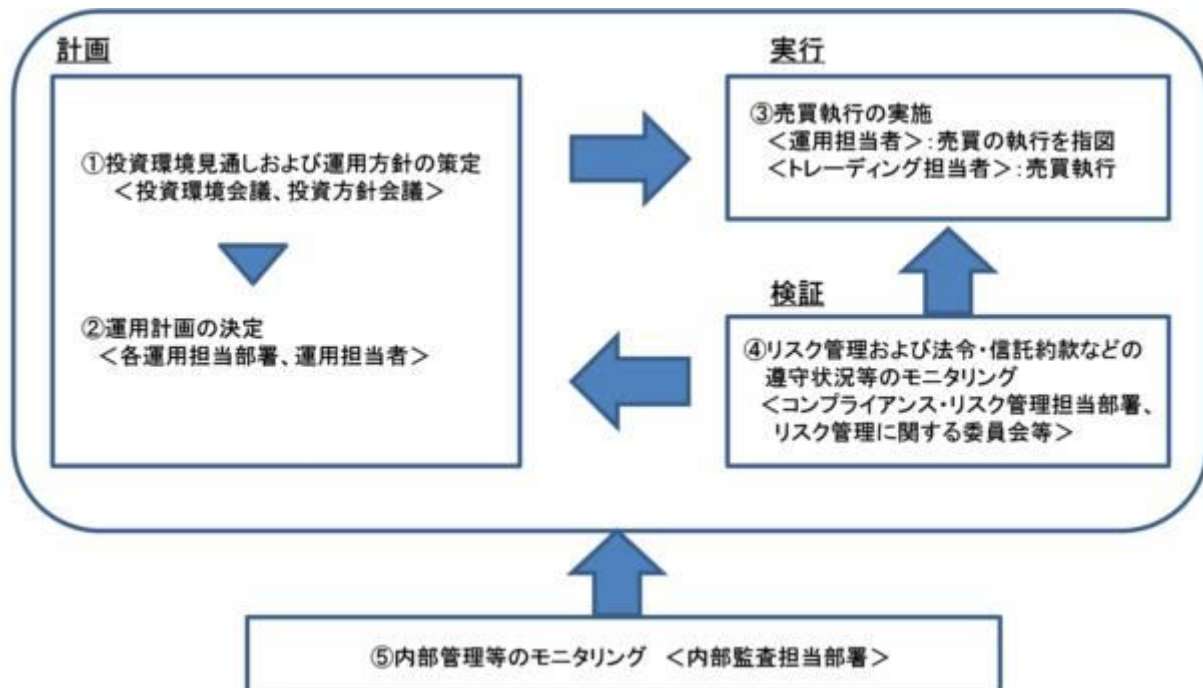 計画
①投資環境見通しおよび運用方針の策定
＜投資環境会議、投資方針会議＞
②運用計画の決定
＜各運用担当部署、運用担当者＞
実行
③売買執行の実施
＜運用担当者＞：売買の執行を指図
＜トレーディング担当者＞：売買執行
検証
④リスク管理および法令・信託約款などの
遵守状況等のモニタリング
＜コンプライアンス・リスク管理担当部署、
リスク管理に関する委員会等＞
⑤内部管理等のモニタリング　＜内部監査担当部署＞